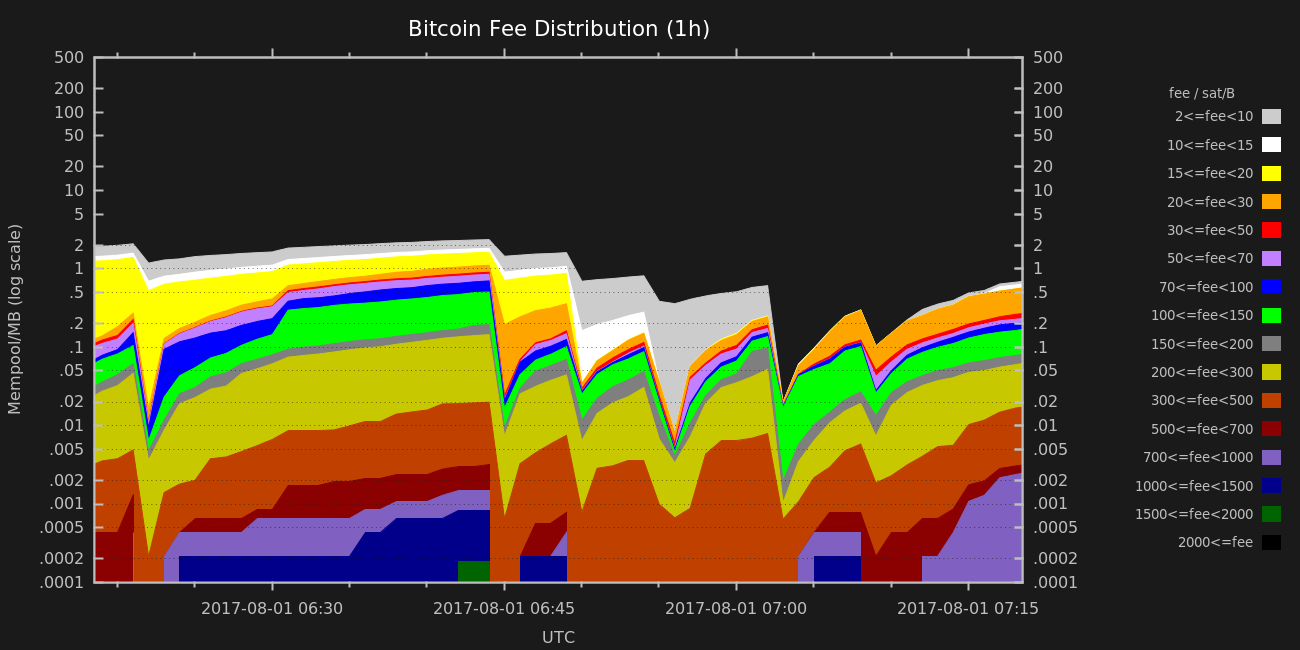 Bitcoin Fee Distribution (1h)
Mempool/MB (log scale)
500
200
100
50
20
10
5
2
1
.5
.2
.1
.05
.02
.01
.005
.002
.001
.0005
.0002
.0001
500
200
100
50
20
10
5
2
1
.5
.2
.1
.05
.02
.01
.005
.002
.001
.0005
.0002
.0001
2017-08-01 06:30
2017-08-01 06:45
2017-08-01 07:00
2017-08-01 07:15
UTC
fee / sat/B
2<=fee<10
10<=fee<15
15<=fee<20
20<=fee<30
30<=fee<50
50<=fee<70
70<=fee<100
100<=fee<150
150<=fee<200
200<=fee<300
300<=fee<500
500<=fee<700
700<=fee<1000
1000<=fee<1500
1500<=fee<2000
2000<=fee